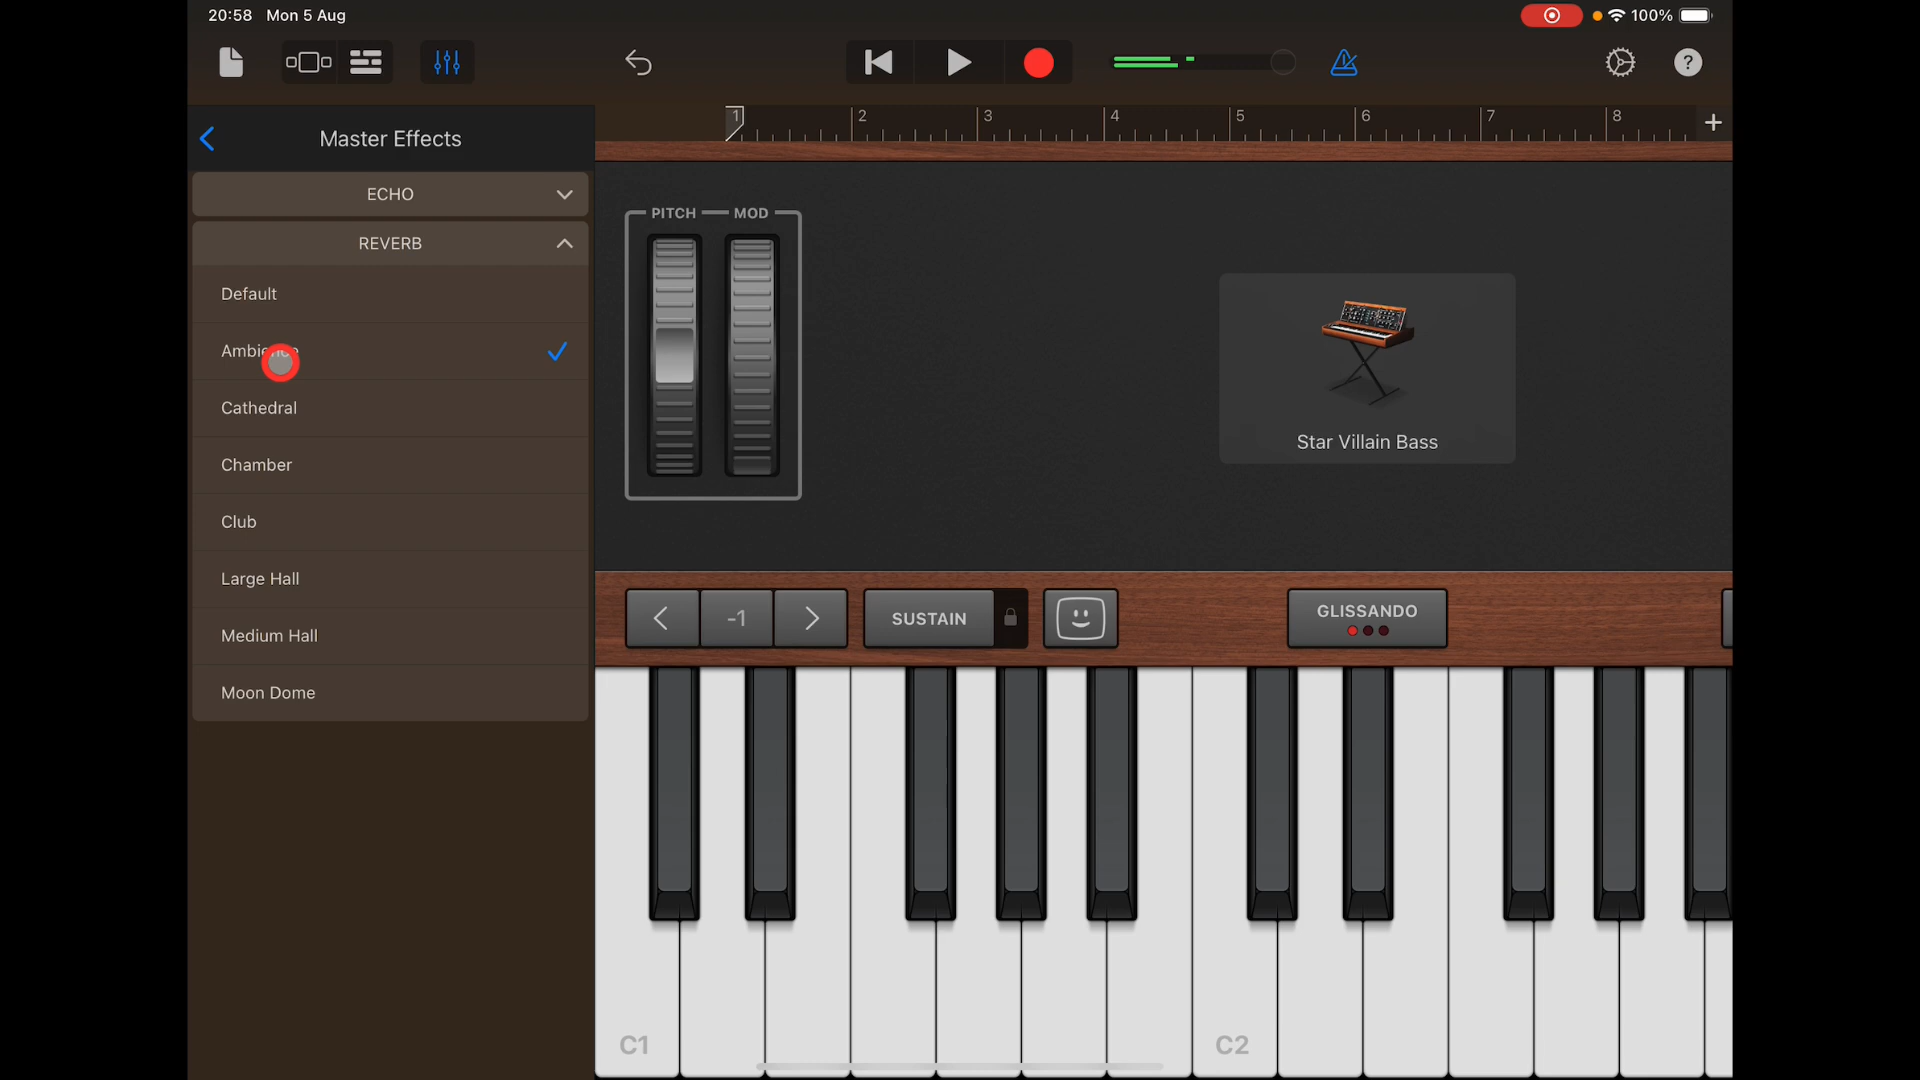 20:58 Mon 5 Aug
100%
1 2 3 4 5 6 7 8
Master Effects
ECHO
REVERB
Default
Ambience
Cathedral
Chamber
Club
Large Hall
Medium Hall
Moon Dome
PITCH MOD
Star Villain Bass
-1
SUSTAIN
GLISSANDO
C1 C2